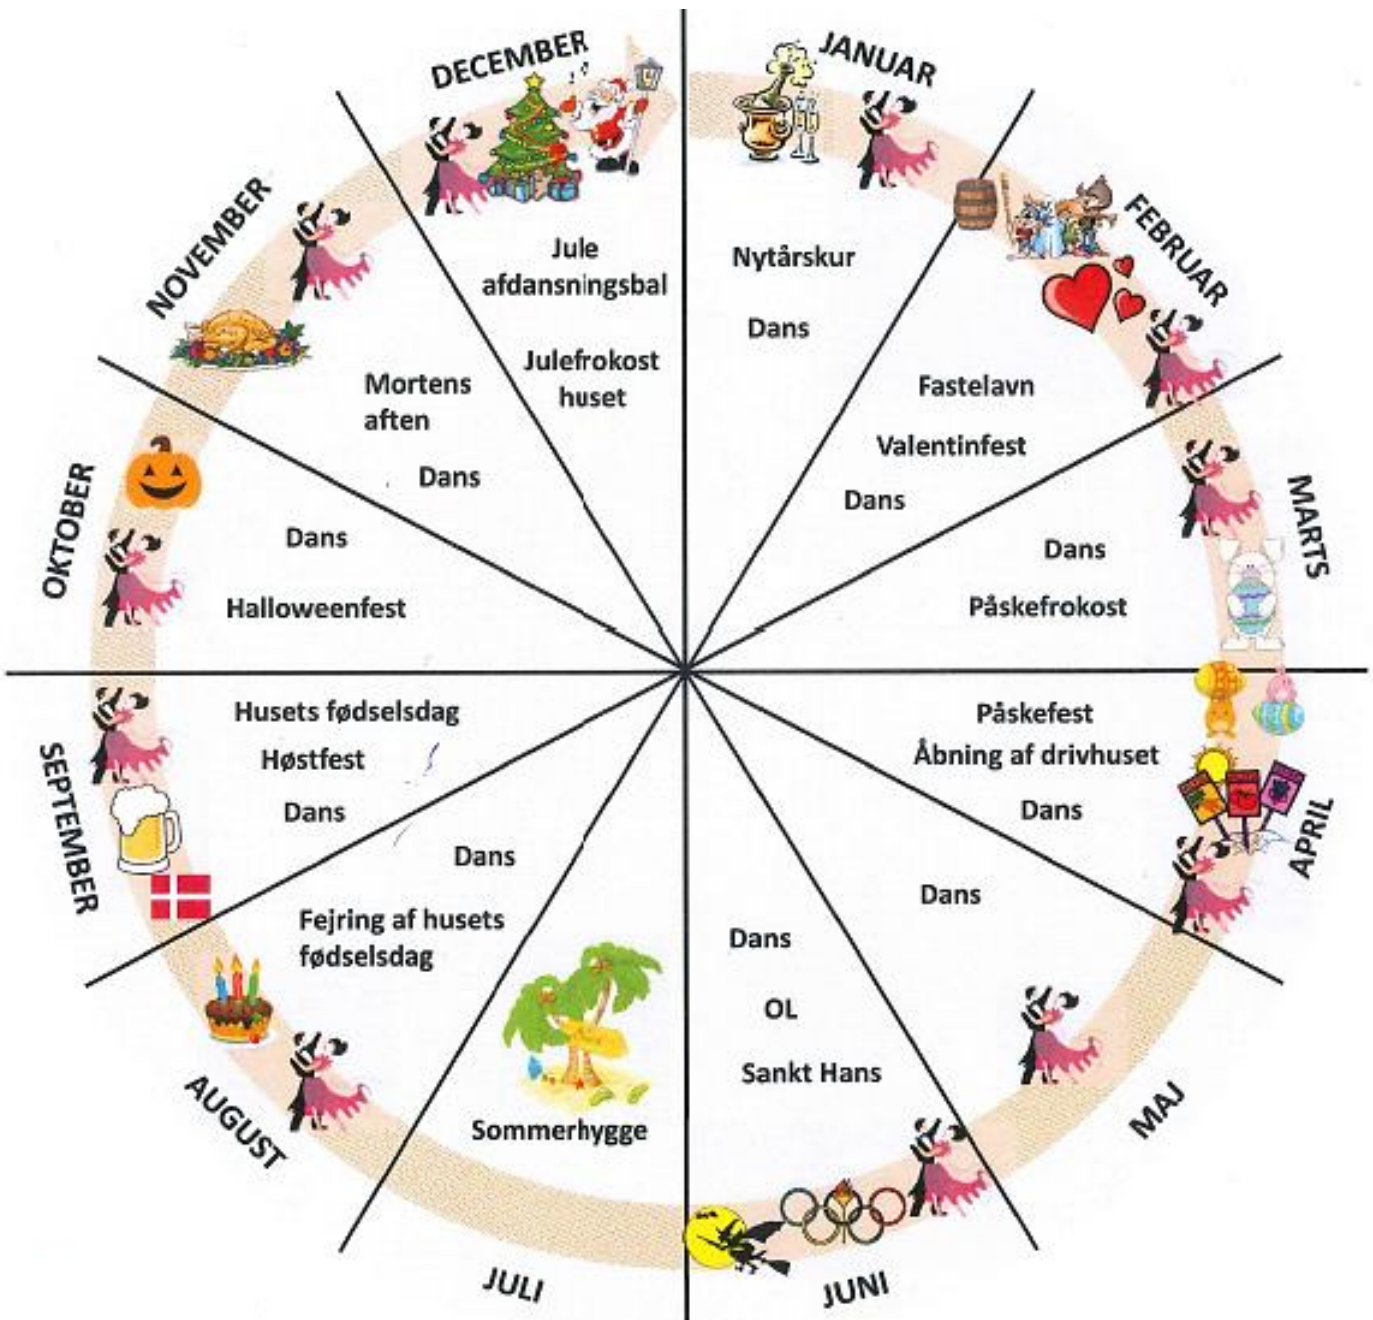 JANUAR
Nytårskur
Dans
FEBRUAR
Fastelavn
Valentinfest
Dans
MARTS
Dans
Påskefrokost
APRIL
Påskefest
Åbning af drivhuset
Dans
MAJ
Dans
JUNI
Dans
OL
Sankt Hans
JULI
Sommerhygge
AUGUST
Dans
Fejring af husets
fødselsdag
SEPTEMBER
Husets fødselsdag
Høstfest
Dans
OKTOBER
Dans
Halloweenfest
NOVEMBER
Mortens
aften
Dans
DECEMBER
Jule
afdansningsbal
Julefrokost
huset